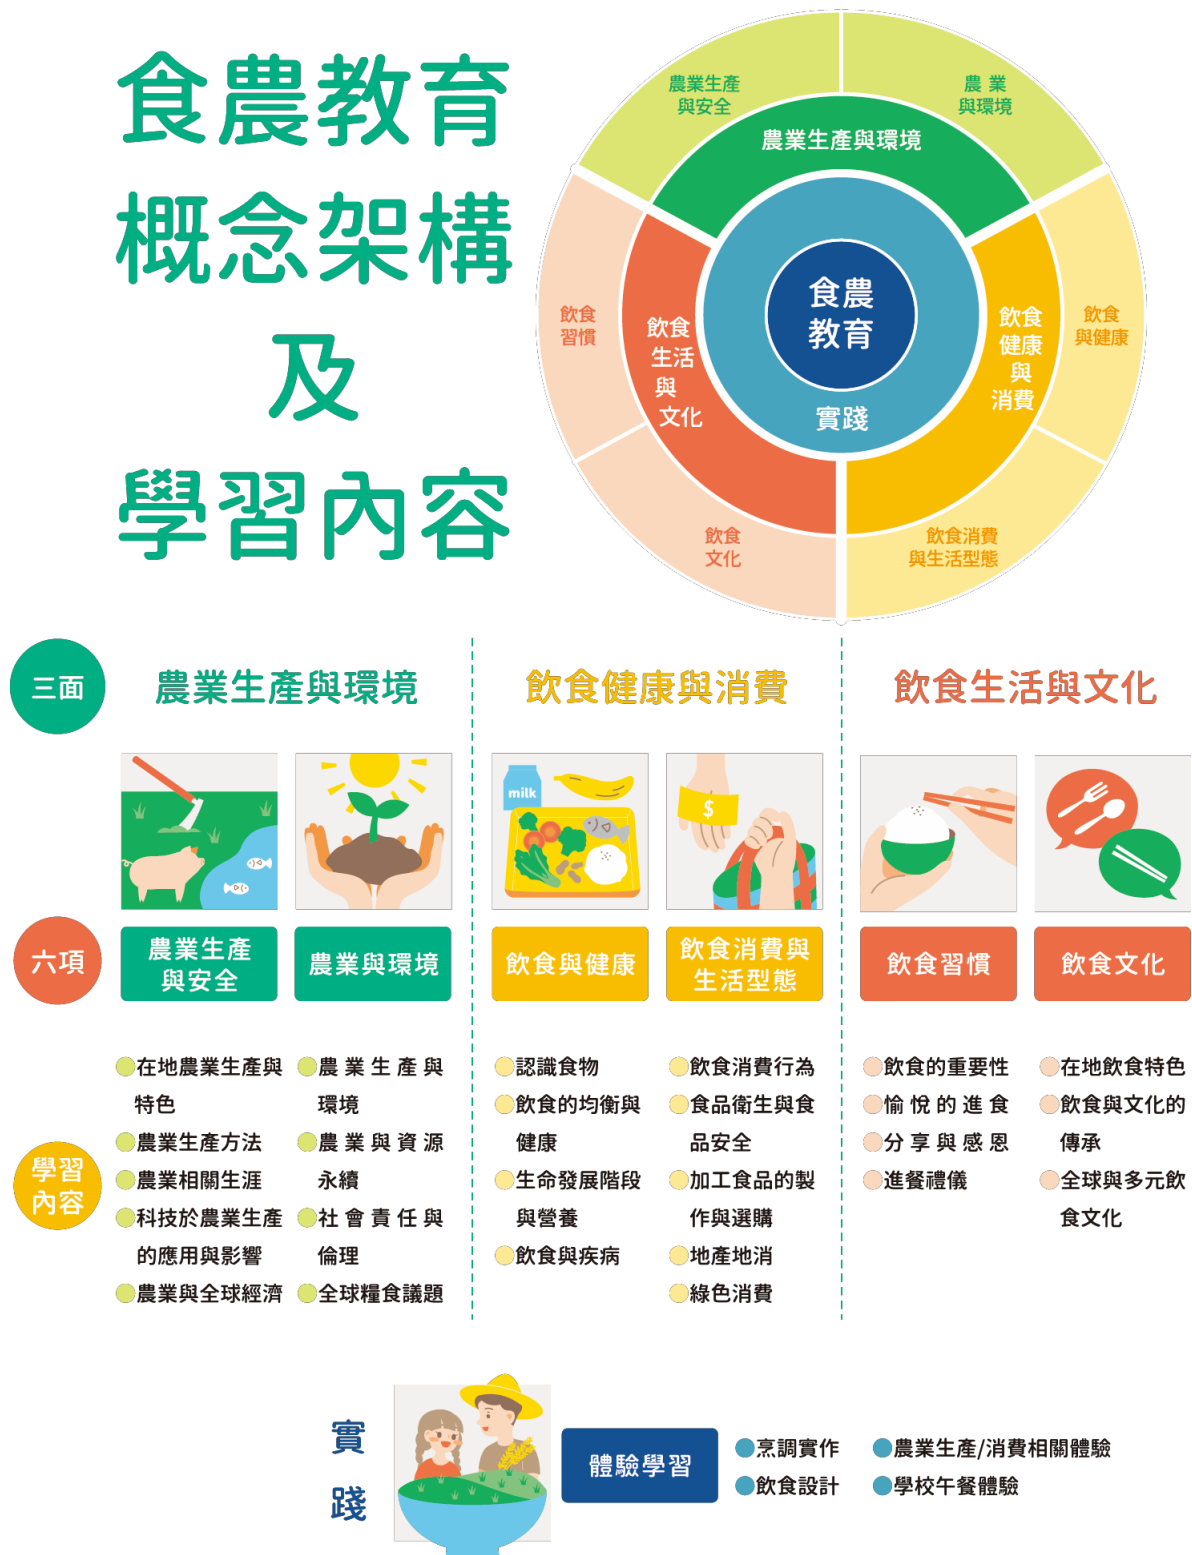 食農教育
概念架構
及
學習內容
農業生產
與安全
農 業
與環境
農業生產與環境
飲食
習慣
飲食
生活
與
文化
食農
教育
實踐
飲食
健康
與
消費
飲食
與健康
飲食
文化
飲食消費
與生活型態
三面
農業生產與環境
飲食健康與消費
飲食生活與文化
milk
$
六項
農業生產
與安全
農業與環境
飲食與健康
飲食消費與
生活型態
飲食習慣
飲食文化
學習
內容
在地農業生產與
特色
農業生產方法
農業相關生涯
科技於農業生產
的應用與影響
農業與全球經濟
農業生產與
環境
農業與資源
永續
社會責任與
倫理
全球糧食議題
認識食物
飲食的均衡與
健康
生命發展階段
與營養
飲食與疾病
飲食消費行為
食品衛生與食
品安全
加工食品的製
作與選購
地產地消
綠色消費
飲食的重要性
愉悅的進食
分享與感恩
進餐禮儀
在地飲食特色
飲食與文化的
傳承
全球與多元飲
食文化
實
踐
體驗學習
烹調實作
飲食設計
農業生產/消費相關體驗
學校午餐體驗